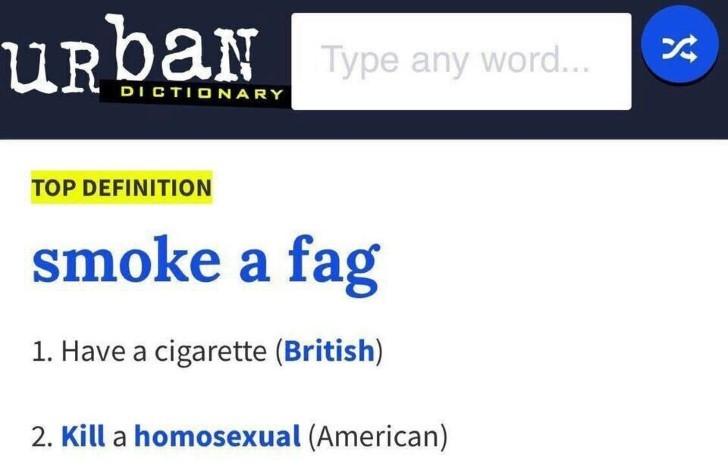 urban
DICTIONARY
Type any word...
TOP DEFINITION
smoke a fag
1. Have a cigarette (British)
2. Kill a homosexual (American)